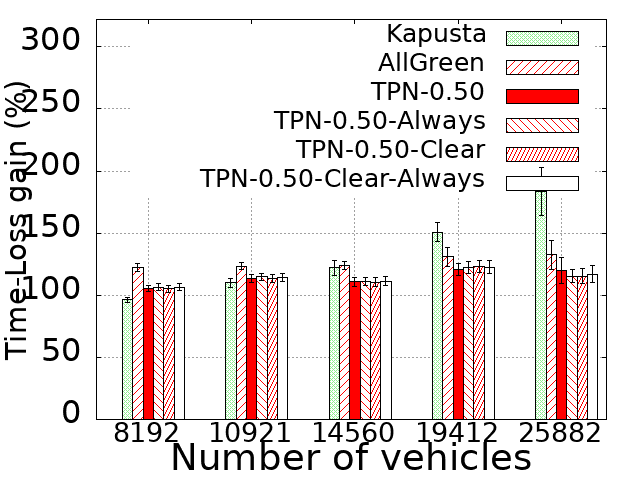 Kapusta
AllGreen
TPN-0.50
TPN-0.50-Always
TPN-0.50-Clear
TPN-0.50-Clear-Always
300
250
200
150
100
50
0
Time-Loss gain (%)
8192 10921 14560 19412 25882
Number of vehicles